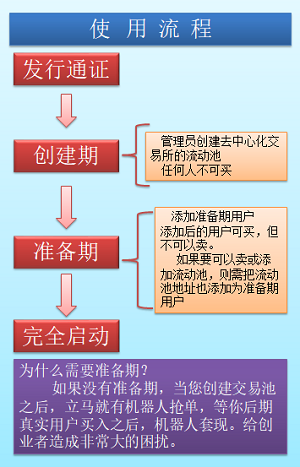 使 用 流 程
发行通证
创建期
管理员创建去中心化交
易所的流动池
任何人不可买
准备期
添加准备期用户
添加后的用户可买，但
不可以卖。
如果要可以卖或添
加流动池，则需把流动
池地址也添加为准备期
用户
完全启动
为什么需要准备期？
如果没有准备期，当您创建交易池
之后，立马就有机器人抢单，等你后期
真实用户买入之后，机器人套现。给创
业者造成非常大的困扰。